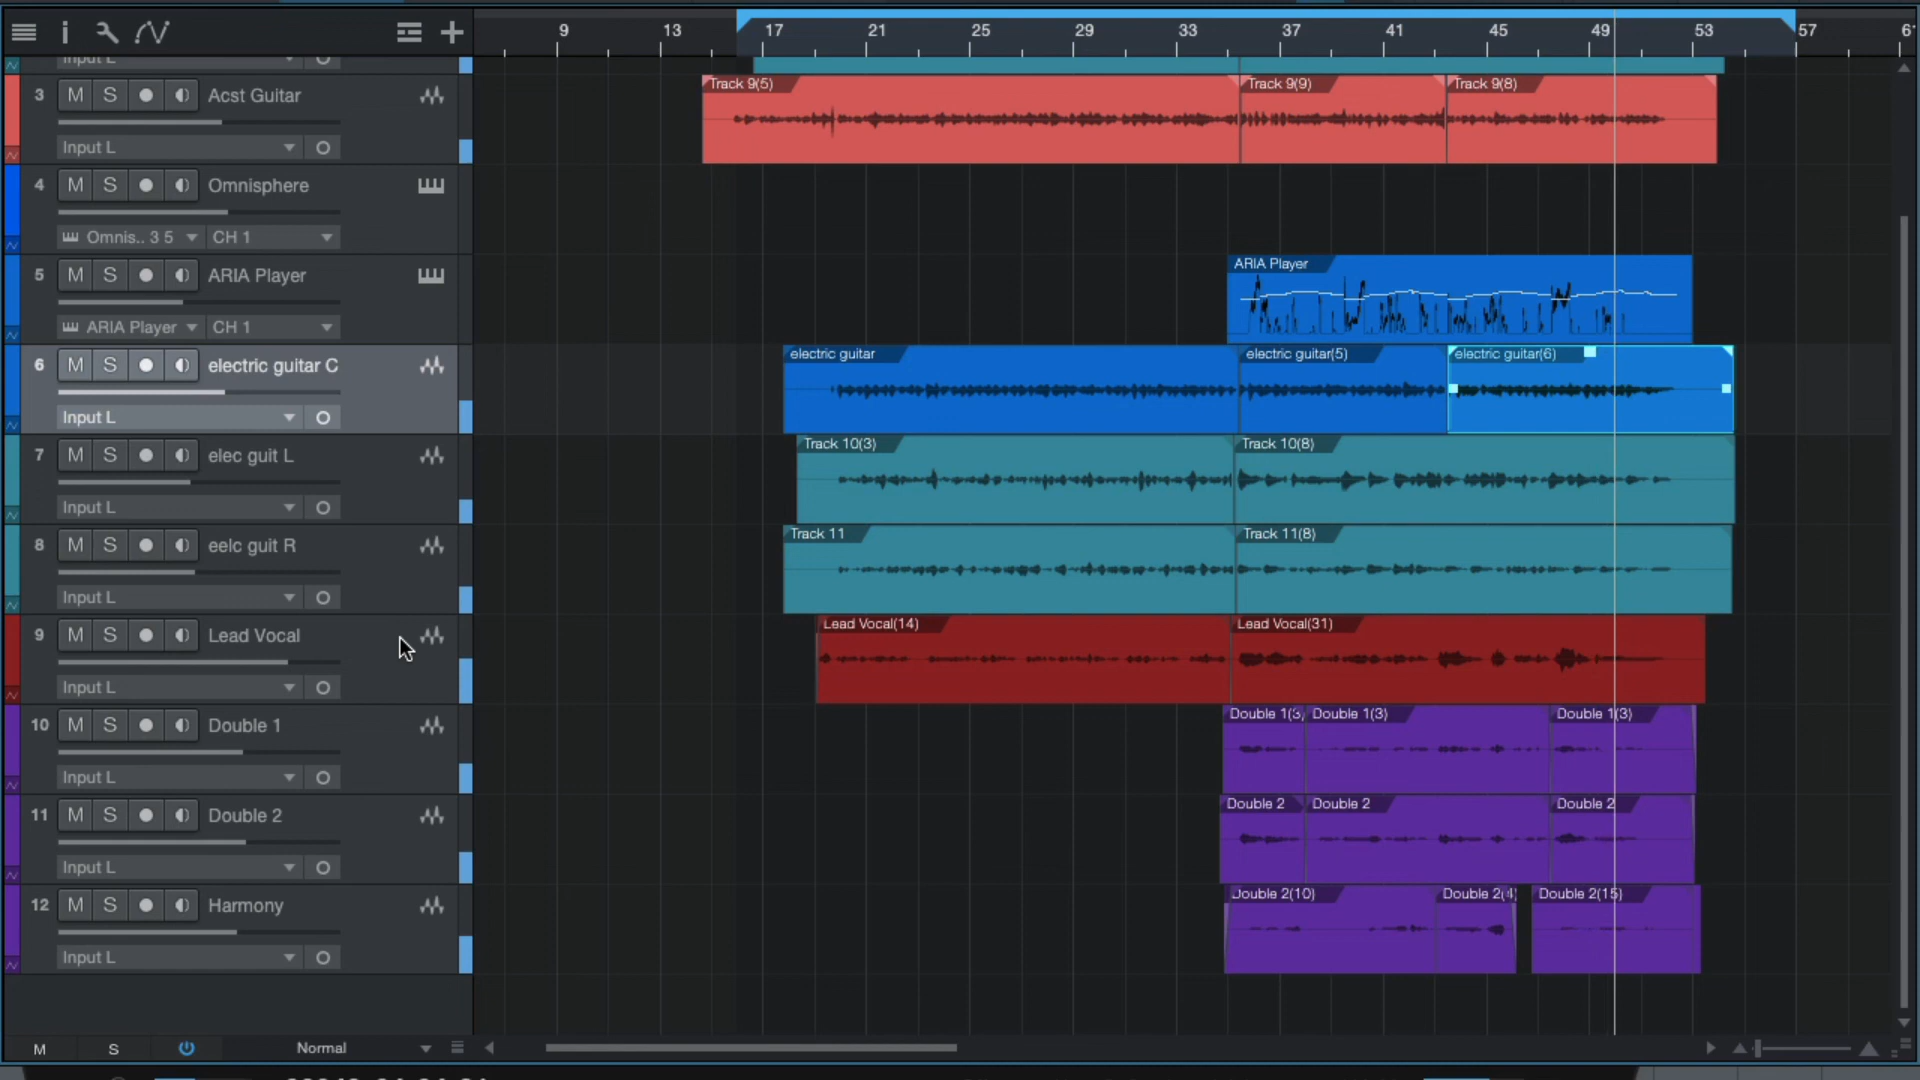 9 13 17 21 25 29 33 37 41 45 49 53 57
Input L
3 M S Acst Guitar
Input L
Track 9(5) Track 9(9) Track 9(8)
4 M S Omnisphere
Omnis.. 3 5 CH 1
5 M S ARIA Player
ARIA Player CH 1
ARIA Player
6 M S electric guitar C
Input L
electric guitar electric guitar(5) electric guitar(6)
7 M S elec guit L
Input L
Track 10(3) Track 10(8)
8 M S eelc guit R
Input L
Track 11 Track 11(8)
9 M S Lead Vocal
Input L
Lead Vocal(14) Lead Vocal(31)
10 M S Double 1
Input L
Double 1(3) Double 1(3) Double 1(3)
11 M S Double 2
Input L
Double 2 Double 2 Double 2
12 M S Harmony
Input L
Double 2(10) Double 2(4) Double 2(15)
M S Normal